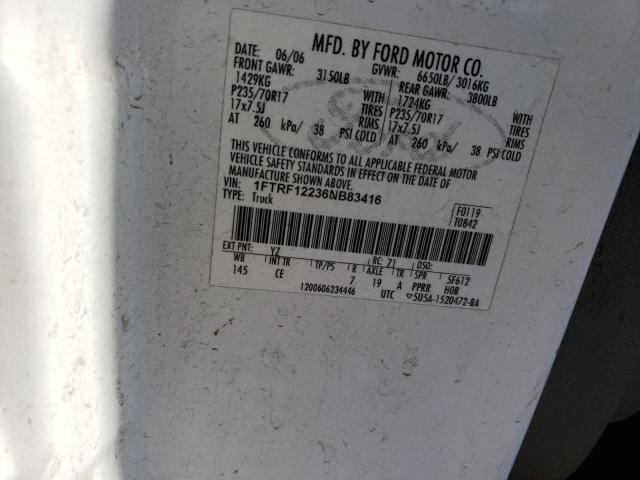 MFD. BY FORD MOTOR CO.
DATE: 06/06 GVWR: 6650LB/ 3016KG
FRONT GAWR: 3150LB REAR GAWR: 3800LB
1429KG WITH 1724KG WITH
P235/70R17 TIRES P235/70R17 TIRES
17x7.5J RIMS 17x7.5J RIMS
AT 260 kPa/ 38 PSI COLD AT 260 kPa/ 38 PSI COLD
THIS VEHICLE CONFORMS TO ALL APPLICABLE FEDERAL MOTOR
VEHICLE SAFETY STANDARDS IN EFFECT ON THE DATE OF
MANUFACTURE SHOWN ABOVE.
VIN: 1FTRF12236NB83416
TYPE: Truck F0119
T0842
EXT PNT: YZ RC: 71 DSO:
WB INT TR TP/PS R AXLE TR SPR SF612
145 CE 7 19 A PPRR HOB
1200606234446 UTC ▽5U5A-1520472-BA
Ford